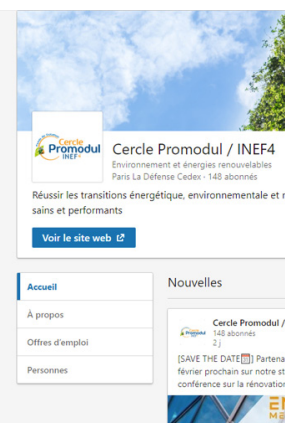 Cercle
Promodul
INEF4
Cercle Promodul / INEF4
Environnement et énergies renouvelables
Paris La Défense Cedex - 148 abonnés
Réussir les transitions énergétique, environnementale et
sains et performants
Voir le site web
Accueil
Nouvelles
À propos
Offres d'emploi
Personnes
Cercle Promodul /
148 abonnés
2 j
[SAVE THE DATE] Partena
février prochain sur notre st
conférence sur la rénovation